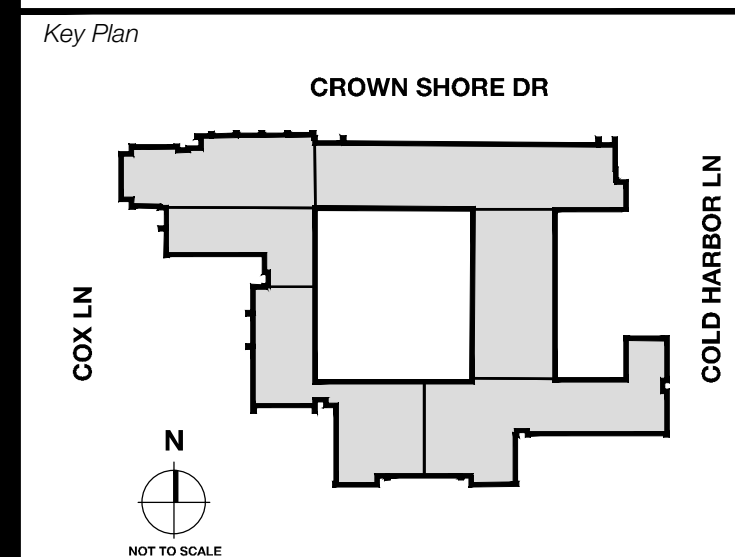 Key Plan
CROWN SHORE DR
COLD HARBOR LN
COX LN
N
NOT TO SCALE